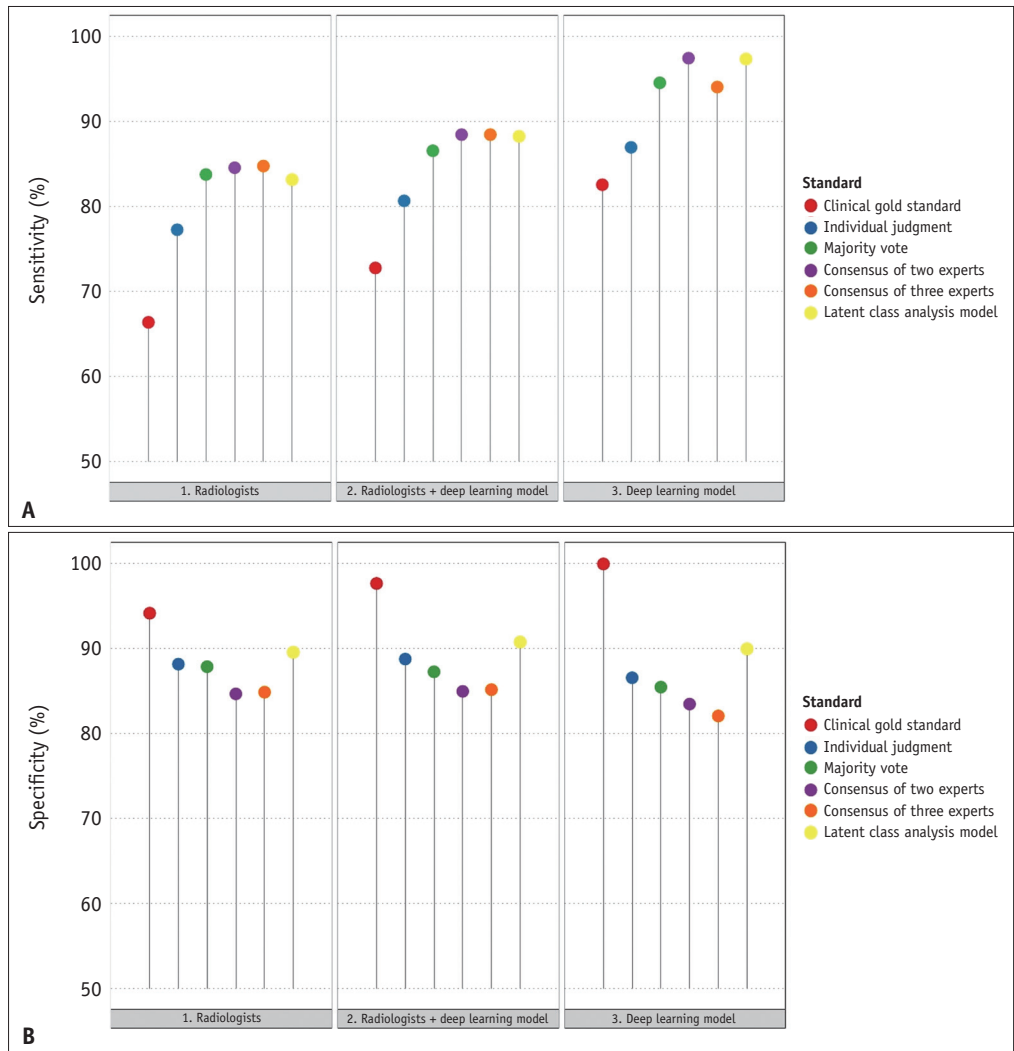 100
90
80
70
60
50
Sensitivity (%)
1. Radiologists
2. Radiologists + deep learning model
3. Deep learning model
Standard
Clinical gold standard
Individual judgment
Majority vote
Consensus of two experts
Consensus of three experts
Latent class analysis model
A
100
90
80
70
60
50
Specificity (%)
1. Radiologists
2. Radiologists + deep learning model
3. Deep learning model
Standard
Clinical gold standard
Individual judgment
Majority vote
Consensus of two experts
Consensus of three experts
Latent class analysis model
B